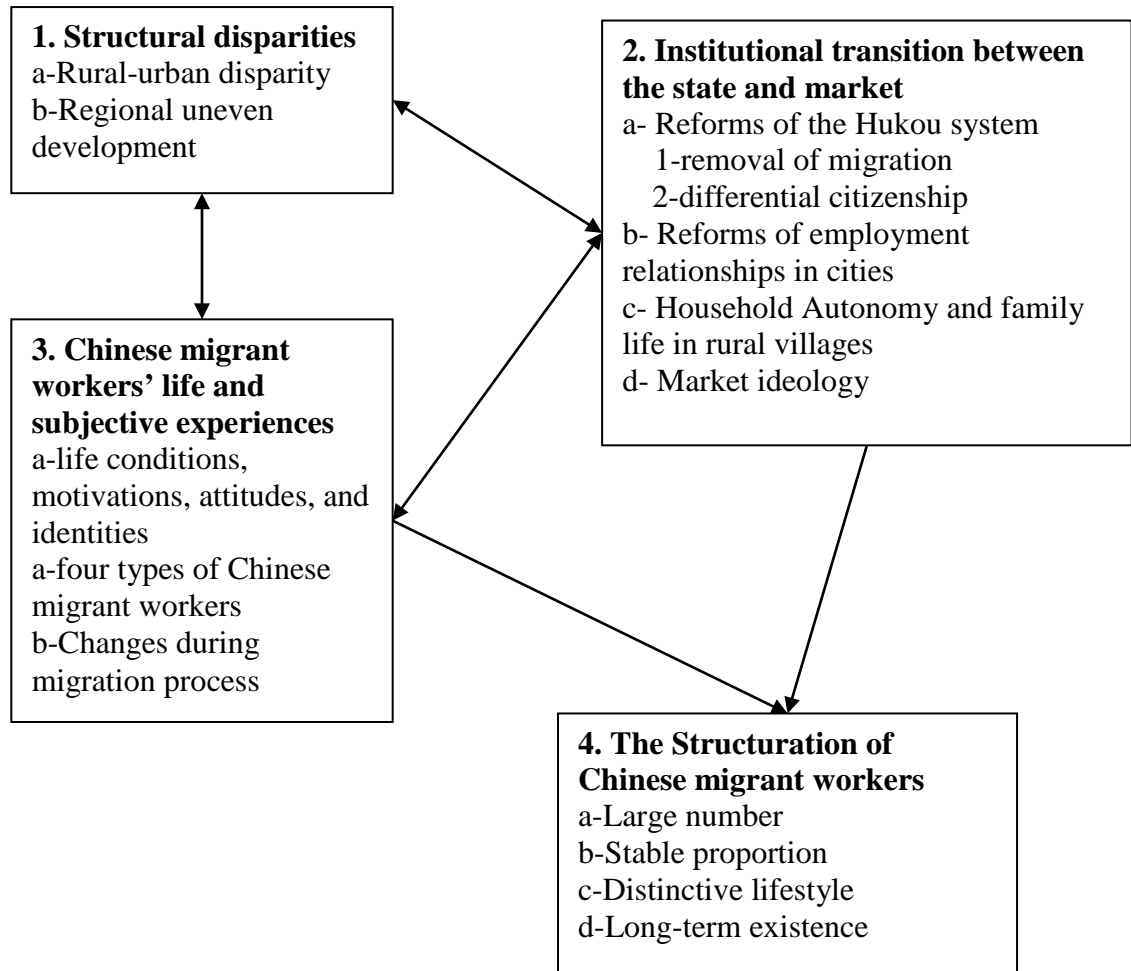 1. Structural disparities
a-Rural-urban disparity
b-Regional uneven
development
2. Institutional transition between
the state and market
a- Reforms of the Hukou system
1-removal of migration
2-differential citizenship
b- Reforms of employment
relationships in cities
c- Household Autonomy and family
life in rural villages
d- Market ideology
3. Chinese migrant
workers’ life and
subjective experiences
a-life conditions,
motivations, attitudes, and
identities
a-four types of Chinese
migrant workers
b-Changes during
migration process
4. The Structuration of
Chinese migrant workers
a-Large number
b-Stable proportion
c-Distinctive lifestyle
d-Long-term existence